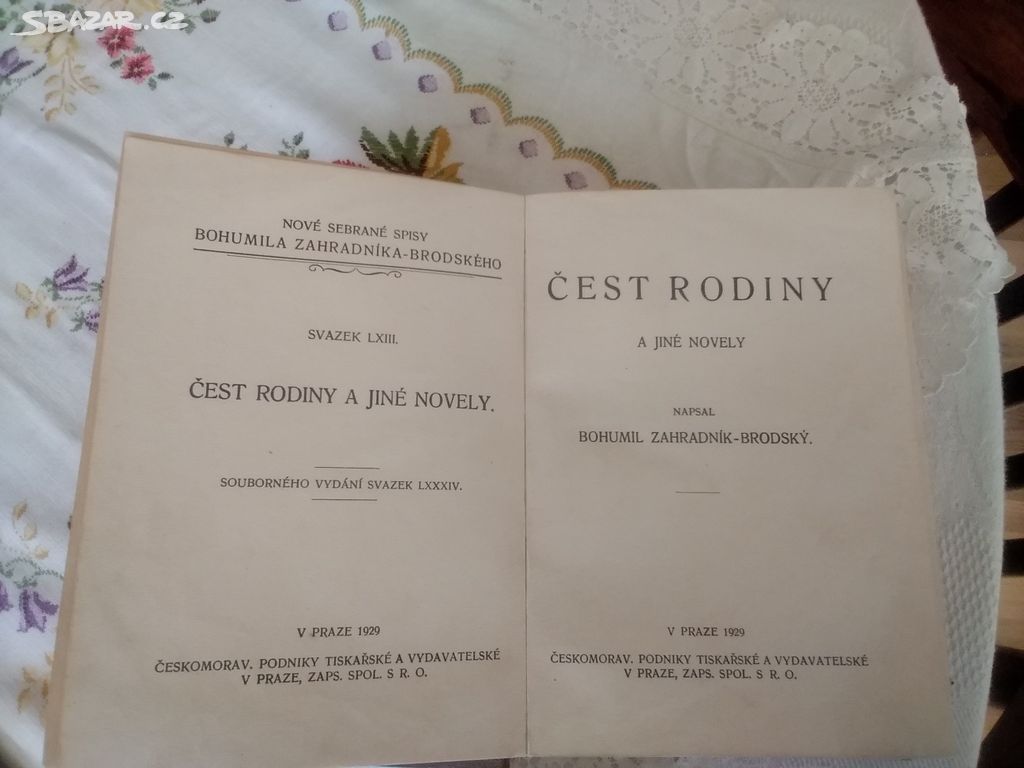 SBAZAR.CZ
NOVÉ SEBRANÉ SPISY
BOHUMILA ZAHRADNÍKA-BRODSKÉHO
SVAZEK LXIII.
ČEST RODINY A JINÉ NOVELY.
SOUBORNÉHO VYDÁNÍ SVAZEK LXXXIV.
V PRAZE 1929
ČESKOMORAV. PODNIKY TISKAŘSKÉ A VYDAVATELSKÉ
V PRAZE, ZAPS. SPOL. S R. O.
ČEST RODINY
A JINÉ NOVELY
NAPSAL
BOHUMIL ZAHRADNÍK-BRODSKÝ.
V PRAZE 1929
ČESKOMORAV. PODNIKY TISKAŘSKÉ A VYDAVATELSKÉ
V PRAZE, ZAPS. SPOL. S R. O.